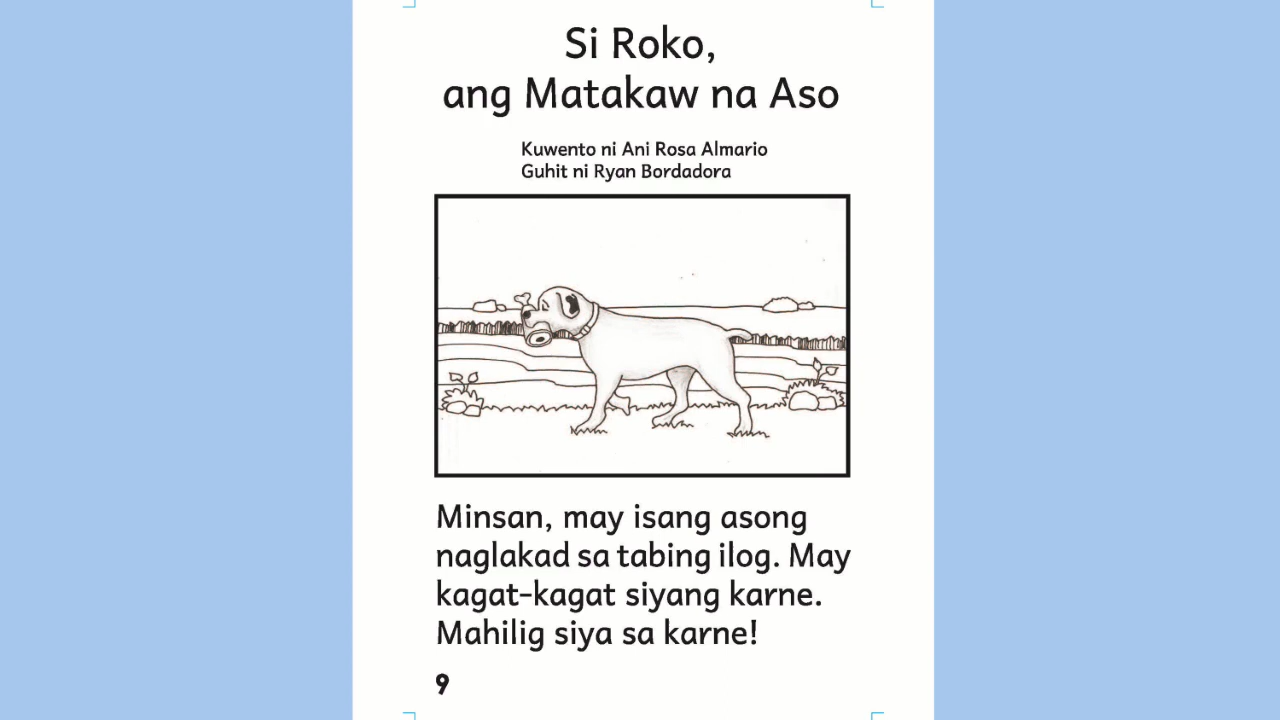 Si Roko,
ang Matakaw na Aso
Kuwento ni Ani Rosa Almario
Guhit ni Ryan Bordadora
Minsan, may isang asong
naglakad sa tabing ilog. May
kagat-kagat siyang karne.
Mahilig siya sa karne!
9